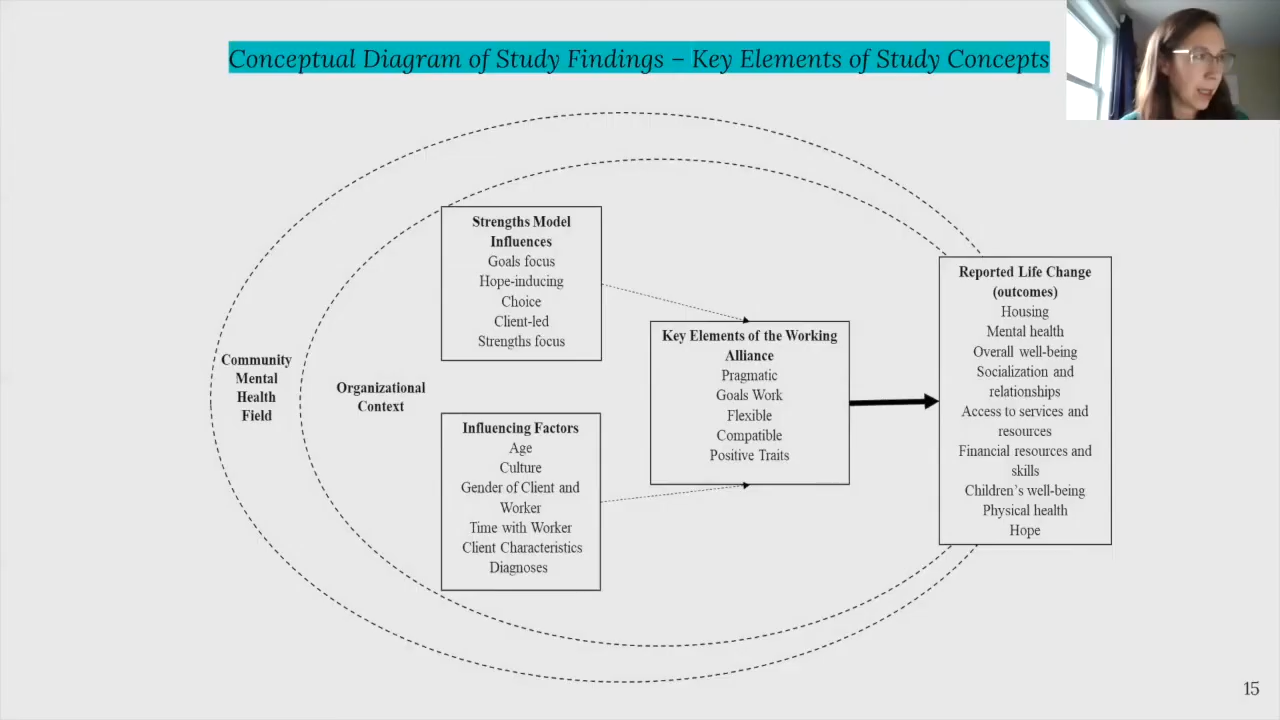 Conceptual Diagram of Study Findings – Key Elements of Study Concepts
Community
Mental
Health
Field
Organizational
Context
Strengths Model
Influences
Goals focus
Hope-inducing
Choice
Client-led
Strengths focus
Influencing Factors
Age
Culture
Gender of Client and
Worker
Time with Worker
Client Characteristics
Diagnoses
Key Elements of the Working
Alliance
Pragmatic
Goals Work
Flexible
Compatible
Positive Traits
Reported Life Change
(outcomes)
Housing
Mental health
Overall well-being
Socialization and
relationships
Access to services and
resources
Financial resources and
skills
Children’s well-being
Physical health
Hope
15